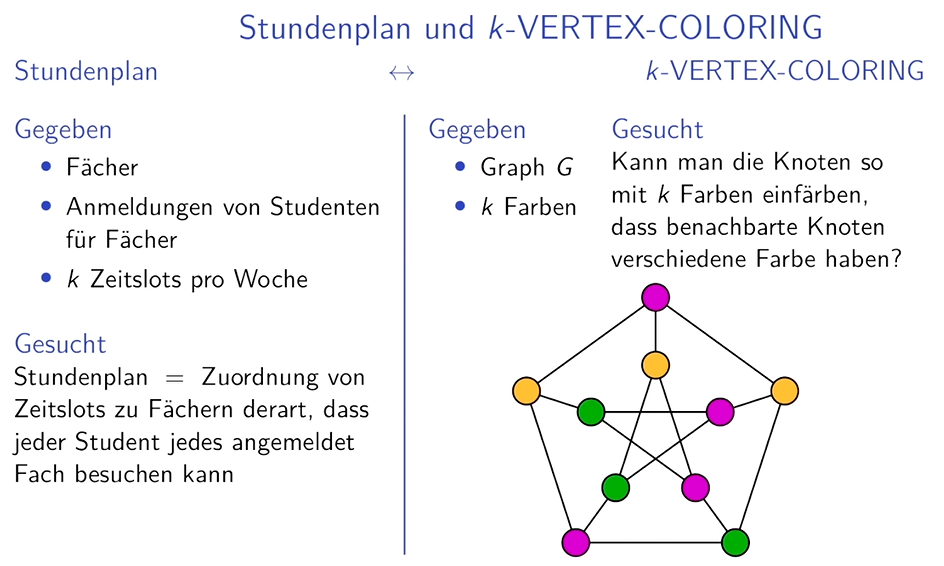 Stundenplan und k-VERTEX-COLORING
Stundenplan ↔ k-VERTEX-COLORING
Gegeben
• Fächer
• Anmeldungen von Studenten
für Fächer
• k Zeitslots pro Woche
Gesucht
Stundenplan = Zuordnung von
Zeitslots zu Fächern derart, dass
jeder Student jedes angemeldet
Fach besuchen kann
Gegeben
• Graph G
• k Farben
Gesucht
Kann man die Knoten so
mit k Farben einfärben,
dass benachbarte Knoten
verschiedene Farbe haben?